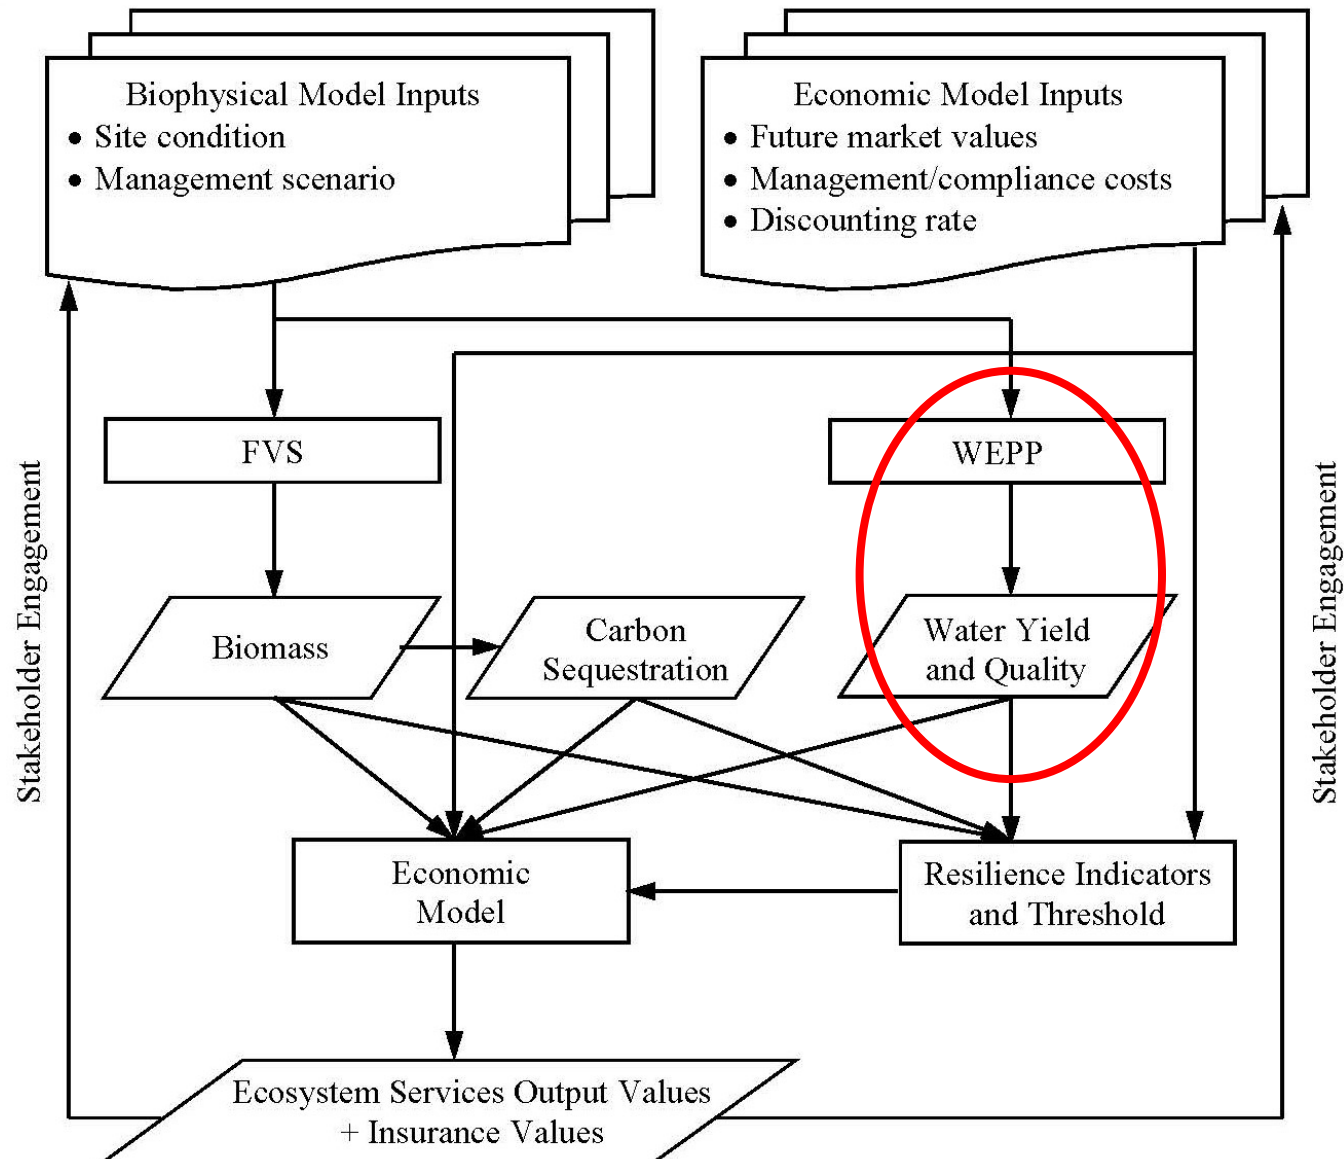 Biophysical Model Inputs
• Site condition
• Management scenario
Economic Model Inputs
• Future market values
• Management/compliance costs
• Discounting rate
FVS
WEPP
Stakeholder Engagement
Stakeholder Engagement
Biomass
Carbon
Sequestration
Water Yield
and Quality
Economic
Model
Resilience Indicators
and Threshold
Ecosystem Services Output Values
+ Insurance Values